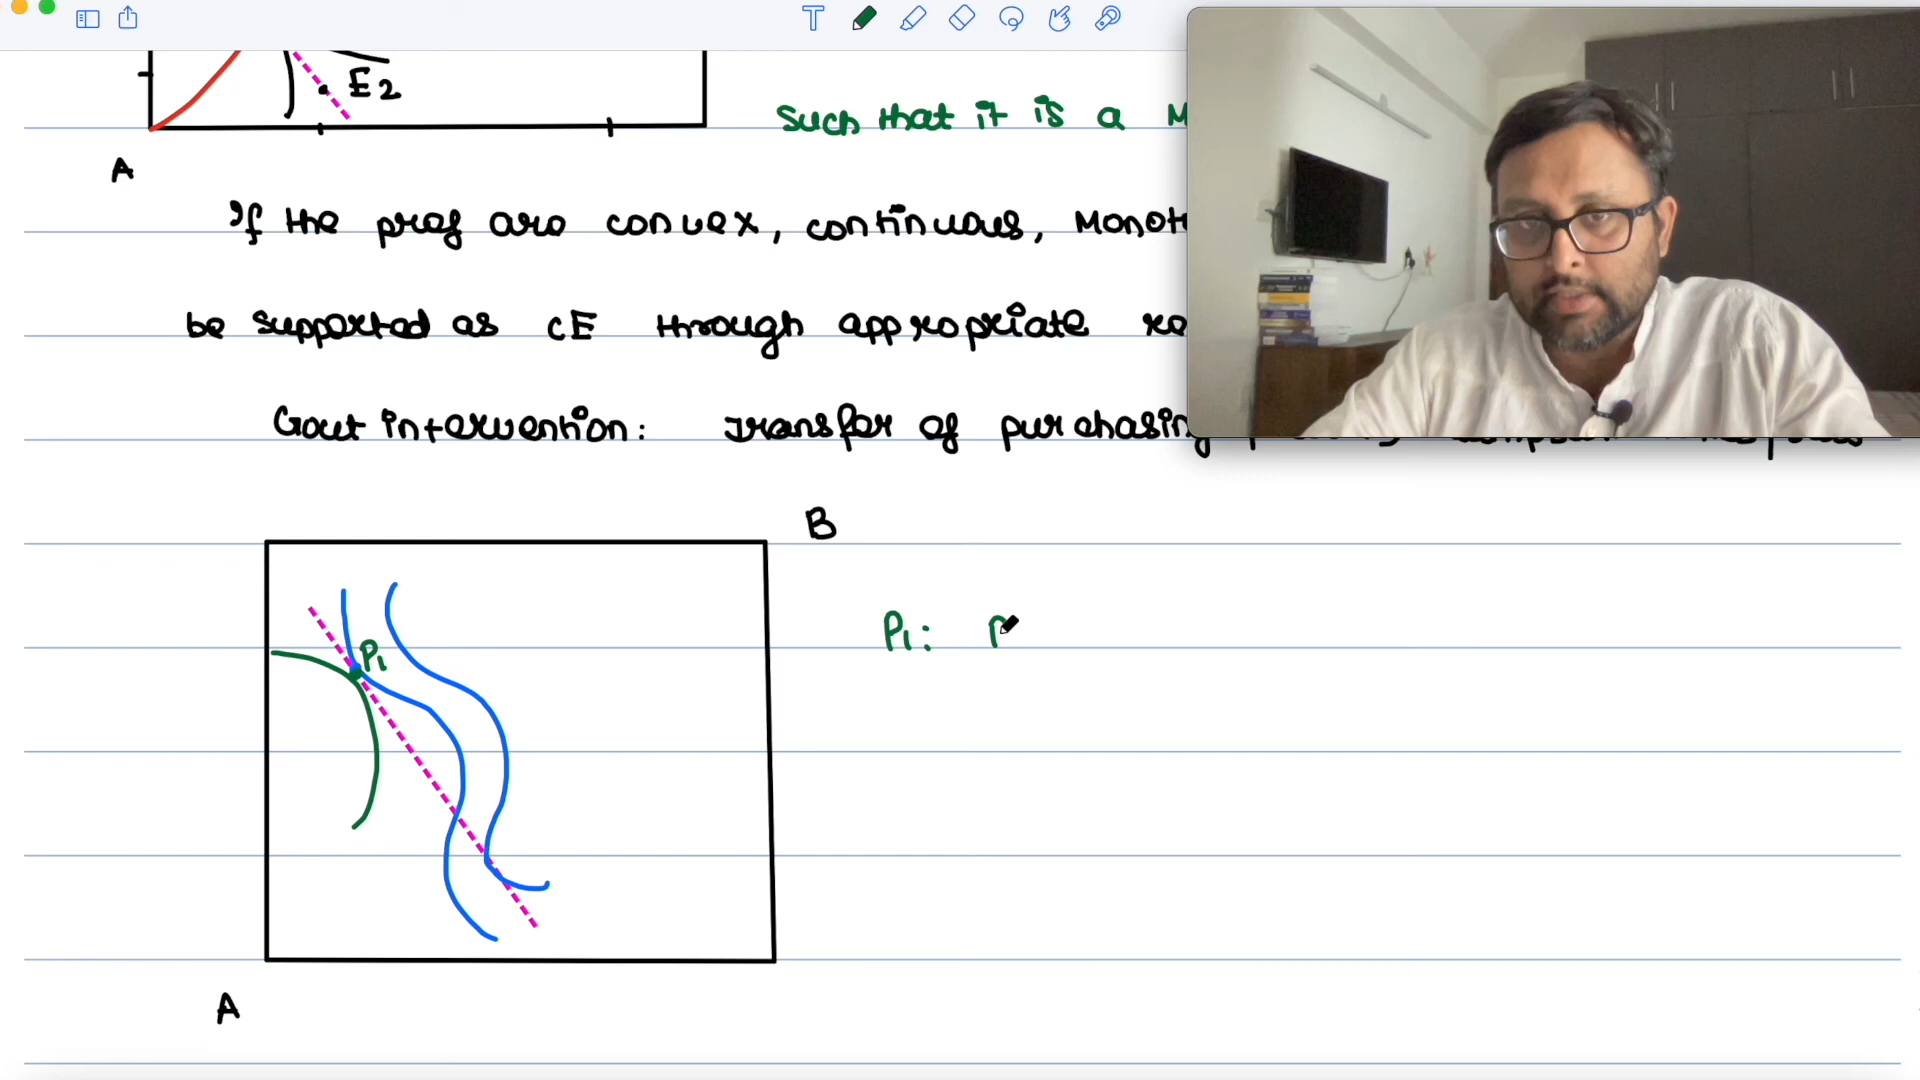 E2
Such that it is a M
A
If the pref are convex, continuous, Monot
be supported as CE through appropriate re
Govt intervention: Transfer of purchasing
B
P1
P1: P
A